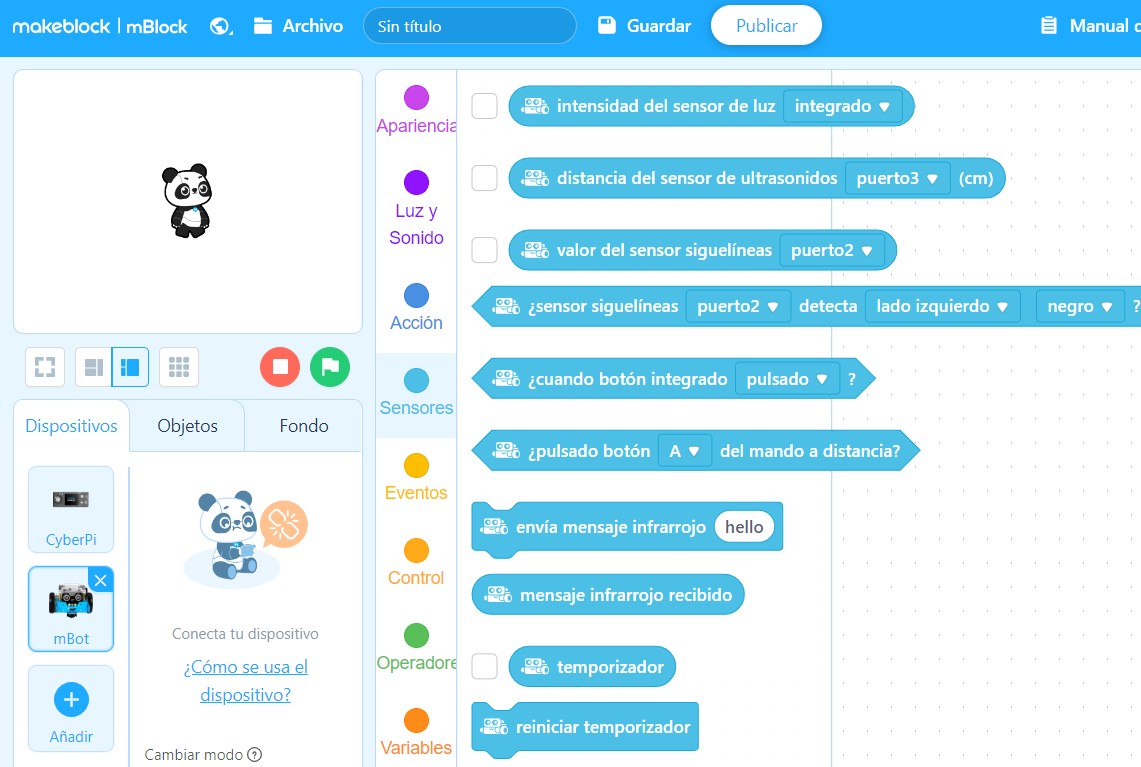 makeblock | mBlock Archivo Sin título Guardar Publicar Manual
Apariencia
Luz y
Sonido
Acción
Sensores
Eventos
Control
Operadore
Variables
intensidad del sensor de luz integrado
distancia del sensor de ultrasonidos puerto3 (cm)
valor del sensor siguelíneas puerto2
¿sensor siguelíneas puerto2 detecta lado izquierdo negro ?
¿cuando botón integrado pulsado ?
¿pulsado botón A del mando a distancia?
envía mensaje infrarrojo hello
mensaje infrarrojo recibido
temporizador
reiniciar temporizador
Dispositivos Objetos Fondo
CyberPi
mBot
Añadir
Conecta tu dispositivo
¿Cómo se usa el
dispositivo?
Cambiar modo ?